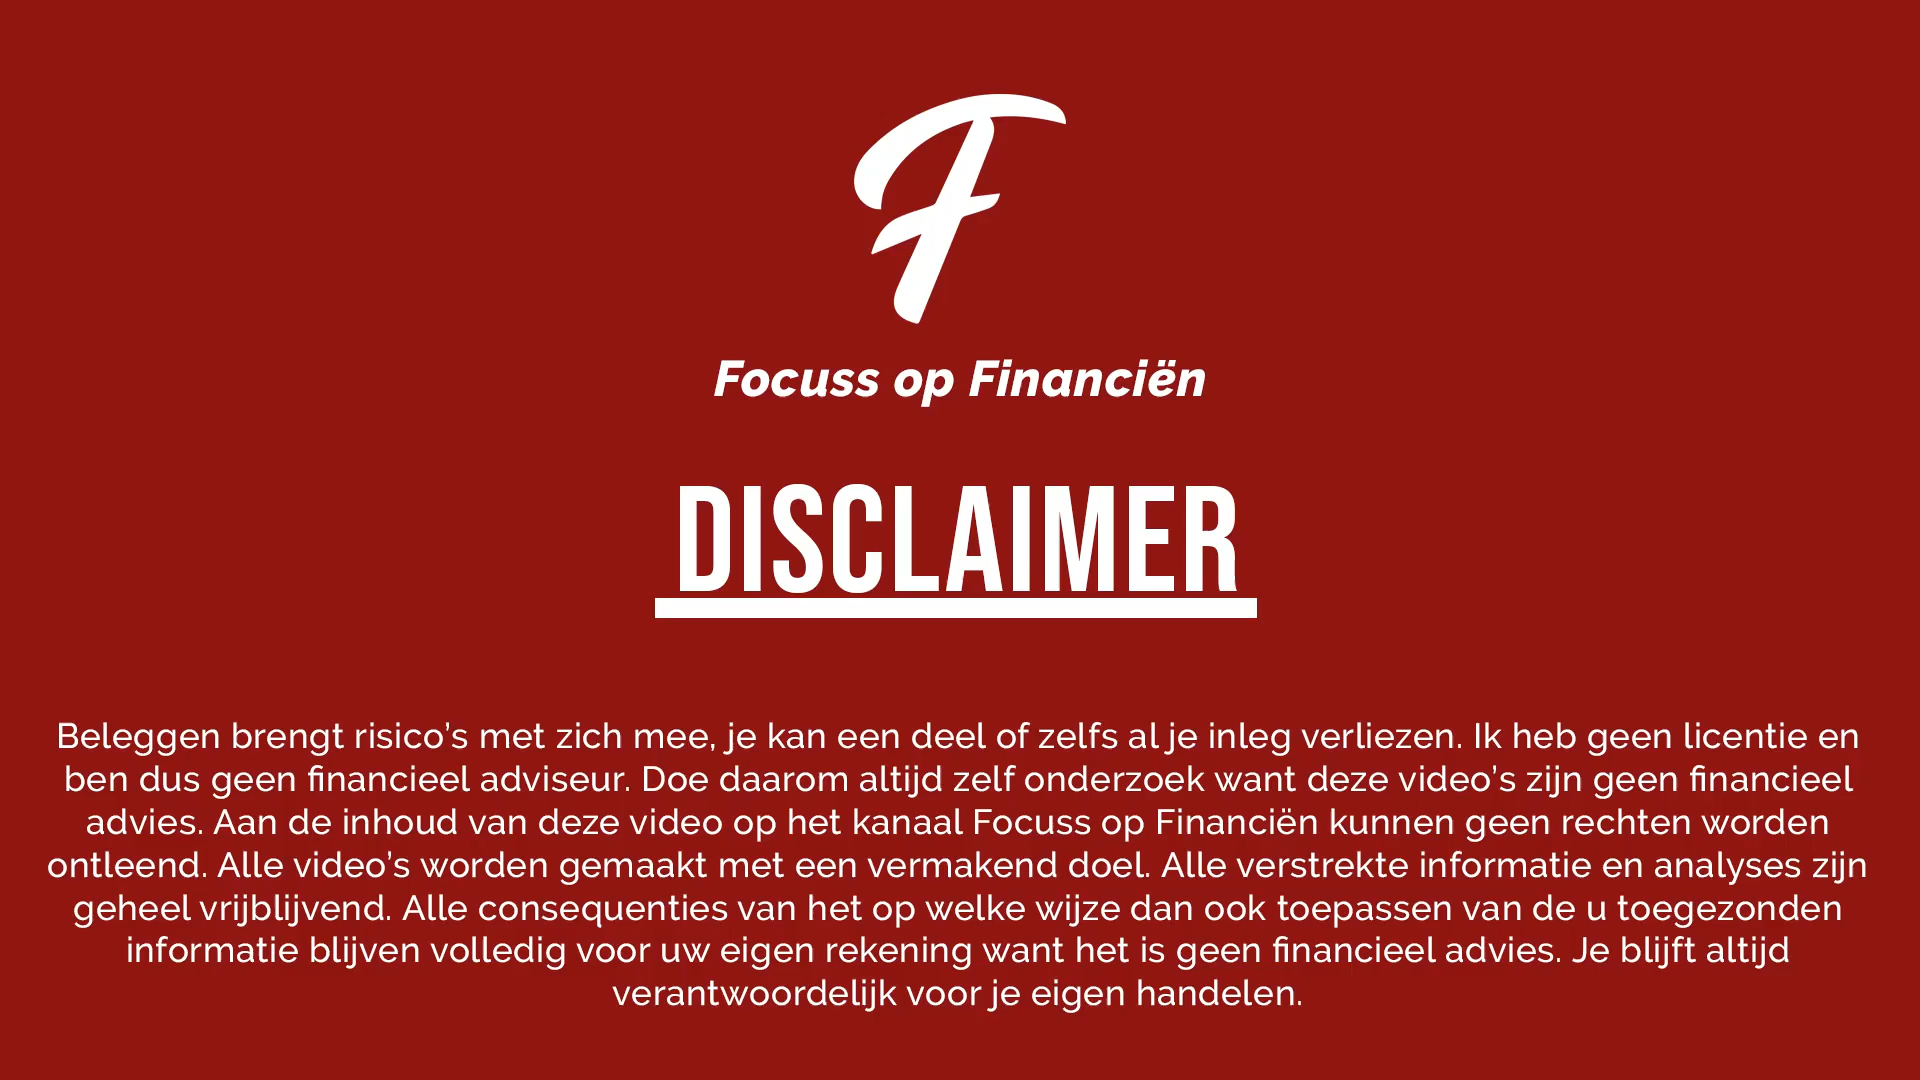 F
Focuss op Financiën
DISCLAIMER
Beleggen brengt risico’s met zich mee, je kan een deel of zelfs al je inleg verliezen. Ik heb geen licentie en
ben dus geen financieel adviseur. Doe daarom altijd zelf onderzoek want deze video’s zijn geen financieel
advies. Aan de inhoud van deze video op het kanaal Focuss op Financiën kunnen geen rechten worden
ontleend. Alle video’s worden gemaakt met een vermakend doel. Alle verstrekte informatie en analyses zijn
geheel vrijblijvend. Alle consequenties van het op welke wijze dan ook toepassen van de u toegezonden
informatie blijven volledig voor uw eigen rekening want het is geen financieel advies. Je blijft altijd
verantwoordelijk voor je eigen handelen.